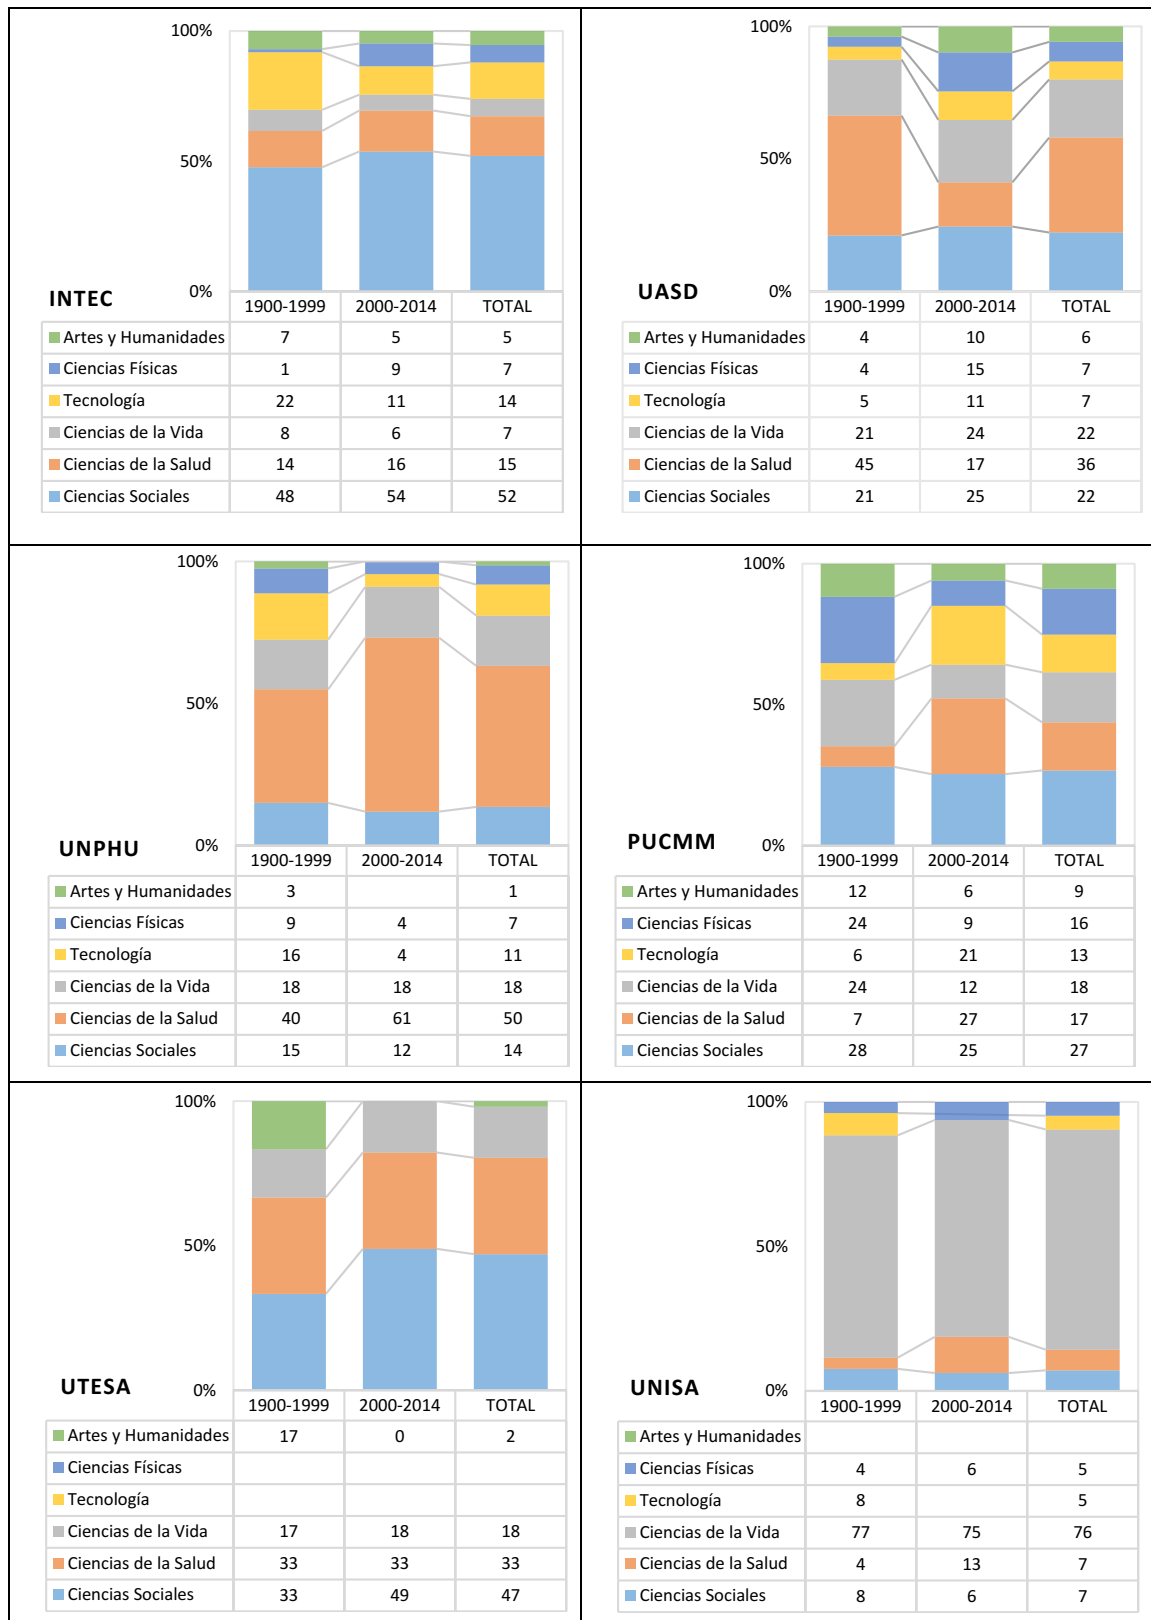 100%
50%
INTEC
0%
1900-1999 2000-2014 TOTAL
Artes y Humanidades 7 5 5
Ciencias Físicas 1 9 7
Tecnología 22 11 14
Ciencias de la Vida 8 6 7
Ciencias de la Salud 14 16 15
Ciencias Sociales 48 54 52
100%
50%
UASD
0%
1900-1999 2000-2014 TOTAL
Artes y Humanidades 4 10 6
Ciencias Físicas 4 15 7
Tecnología 5 11 7
Ciencias de la Vida 21 24 22
Ciencias de la Salud 45 17 36
Ciencias Sociales 21 25 22
100%
50%
UNPHU
0%
1900-1999 2000-2014 TOTAL
Artes y Humanidades 3 1
Ciencias Físicas 9 4 7
Tecnología 16 4 11
Ciencias de la Vida 18 18 18
Ciencias de la Salud 40 61 50
Ciencias Sociales 15 12 14
100%
50%
PUCMM
0%
1900-1999 2000-2014 TOTAL
Artes y Humanidades 12 6 9
Ciencias Físicas 24 9 16
Tecnología 6 21 13
Ciencias de la Vida 24 12 18
Ciencias de la Salud 7 27 17
Ciencias Sociales 28 25 27
100%
50%
UTESA
0%
1900-1999 2000-2014 TOTAL
Artes y Humanidades 17 0 2
Ciencias Físicas
Tecnología
Ciencias de la Vida 17 18 18
Ciencias de la Salud 33 33 33
Ciencias Sociales 33 49 47
100%
50%
UNISA
0%
1900-1999 2000-2014 TOTAL
Artes y Humanidades
Ciencias Físicas 4 6 5
Tecnología 8 5
Ciencias de la Vida 77 75 76
Ciencias de la Salud 4 13 7
Ciencias Sociales 8 6 7